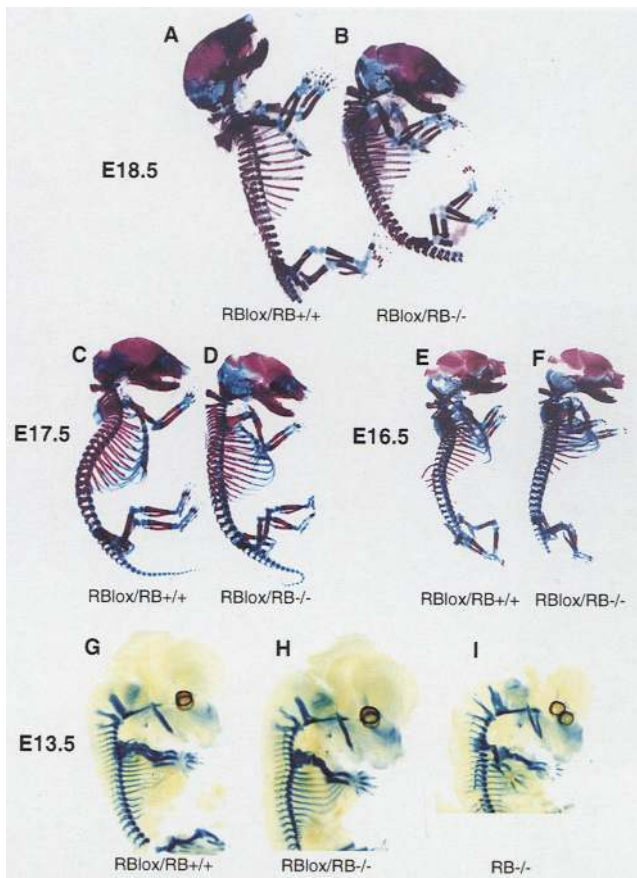 A B
E18.5
RBlox/RB+/+ RBlox/RB-/-
C D E F
E17.5 E16.5
RBlox/RB+/+ RBlox/RB-/- RBlox/RB+/+ RBlox/RB-/-
G H I
E13.5
RBlox/RB+/+ RBlox/RB-/- RB-/-